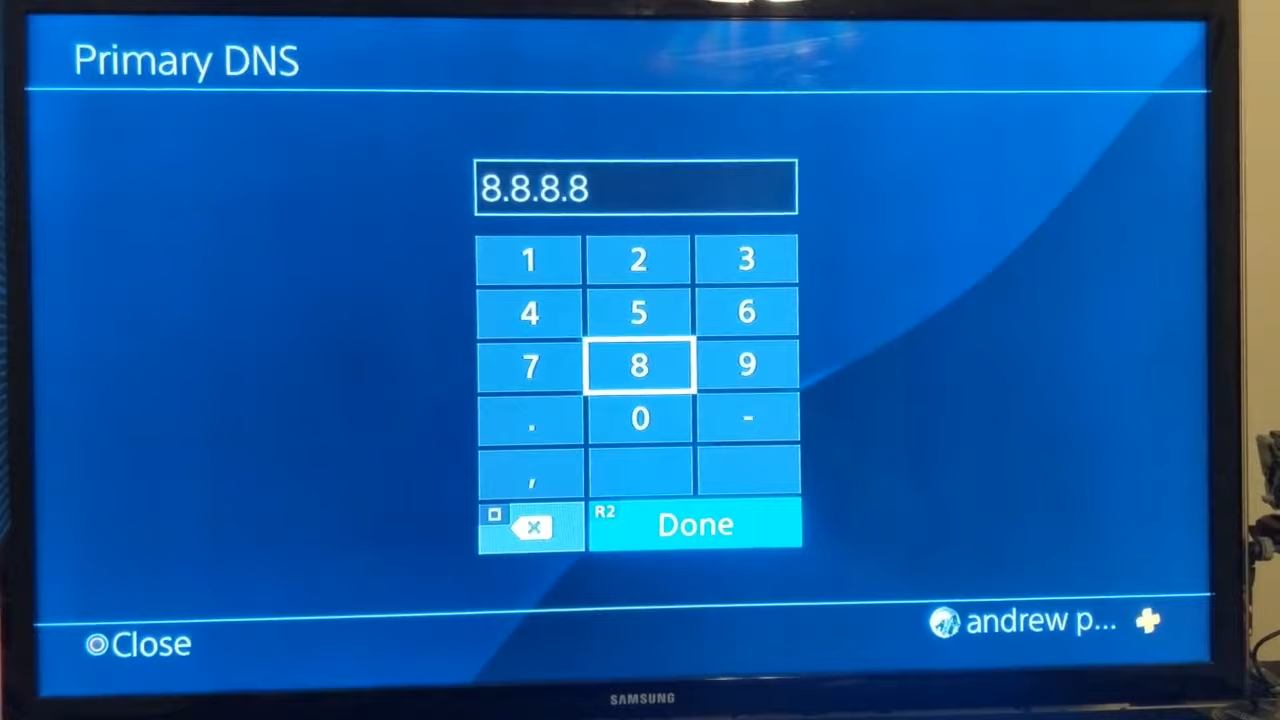 Primary DNS
8.8.8.8
1 2 3
4 5 6
7 8 9
. 0 -
,
R2 Done
Close
andrew p...
SAMSUNG